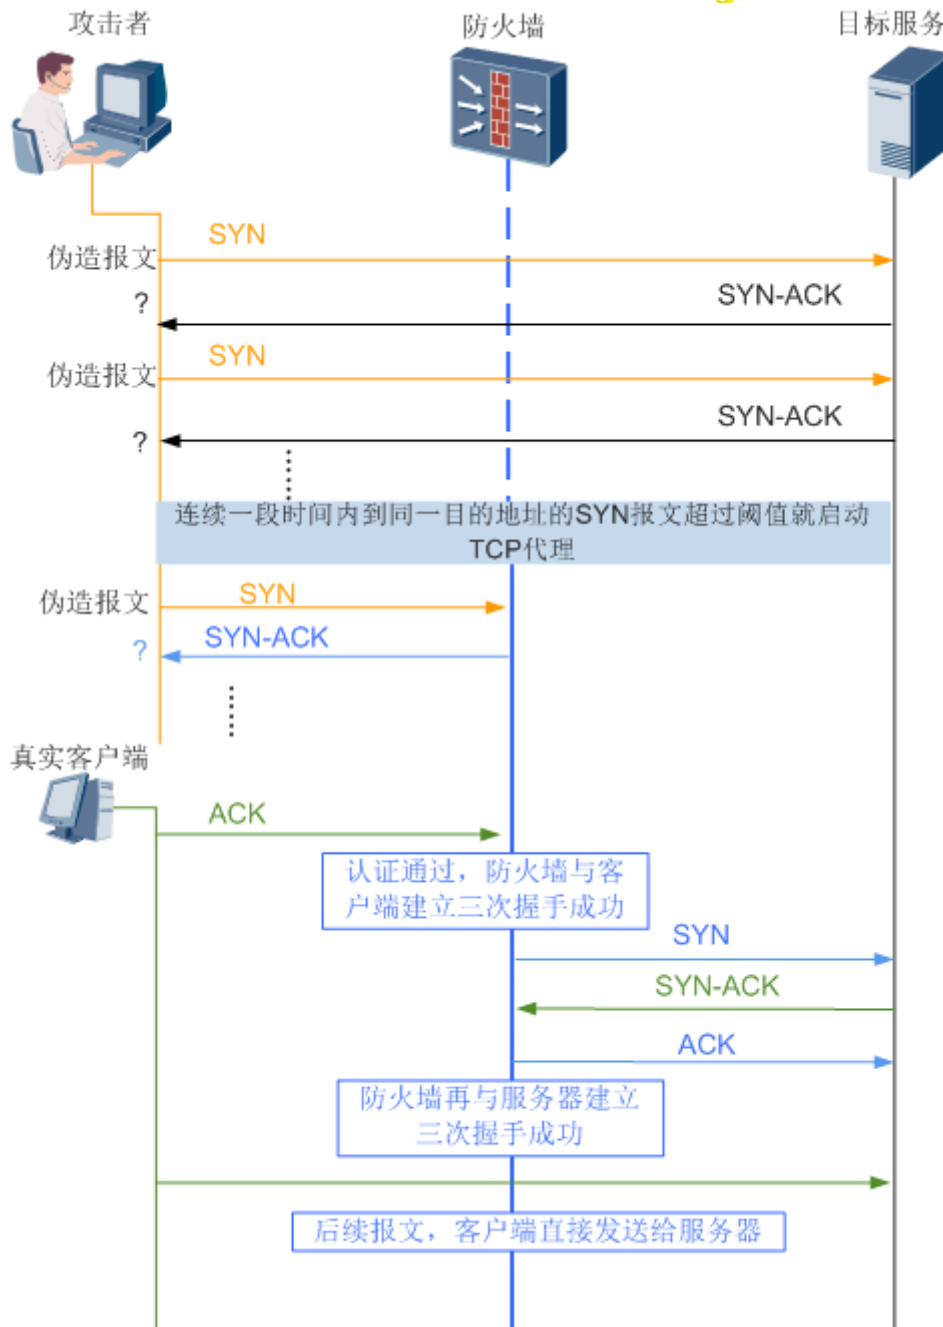 攻击者
防火墙
目标服务
SYN
伪造报文
?
SYN-ACK
SYN
伪造报文
SYN-ACK
?
连续一段时间内到同一目的地址的SYN报文超过阈值就启动
TCP代理
伪造报文
SYN
?
SYN-ACK
真实客户端
ACK
认证通过，防火墙与客
户端建立三次握手成功
SYN
SYN-ACK
ACK
防火墙再与服务器建立
三次握手成功
后续报文，客户端直接发送给服务器